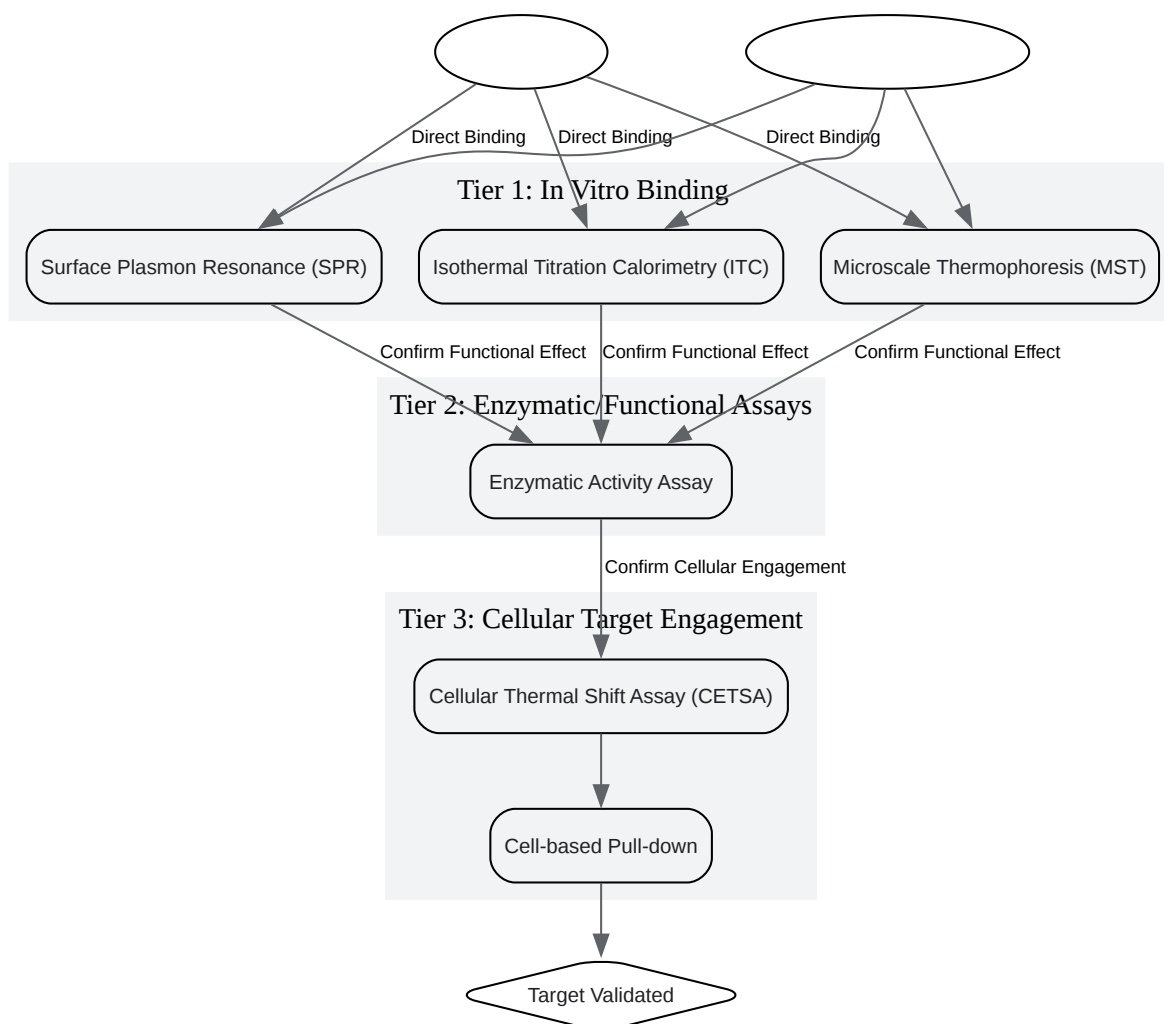 Direct Binding
Direct Binding
Direct Binding
Tier 1: In Vitro Binding
Surface Plasmon Resonance (SPR)
Isothermal Titration Calorimetry (ITC)
Microscale Thermophoresis (MST)
Confirm Functional Effect
Confirm Functional Effect
Confirm Functional Effect
Tier 2: Enzymatic/Functional Assays
Enzymatic Activity Assay
Confirm Cellular Engagement
Tier 3: Cellular Target Engagement
Cellular Thermal Shift Assay (CETSA)
Cell-based Pull-down
Target Validated